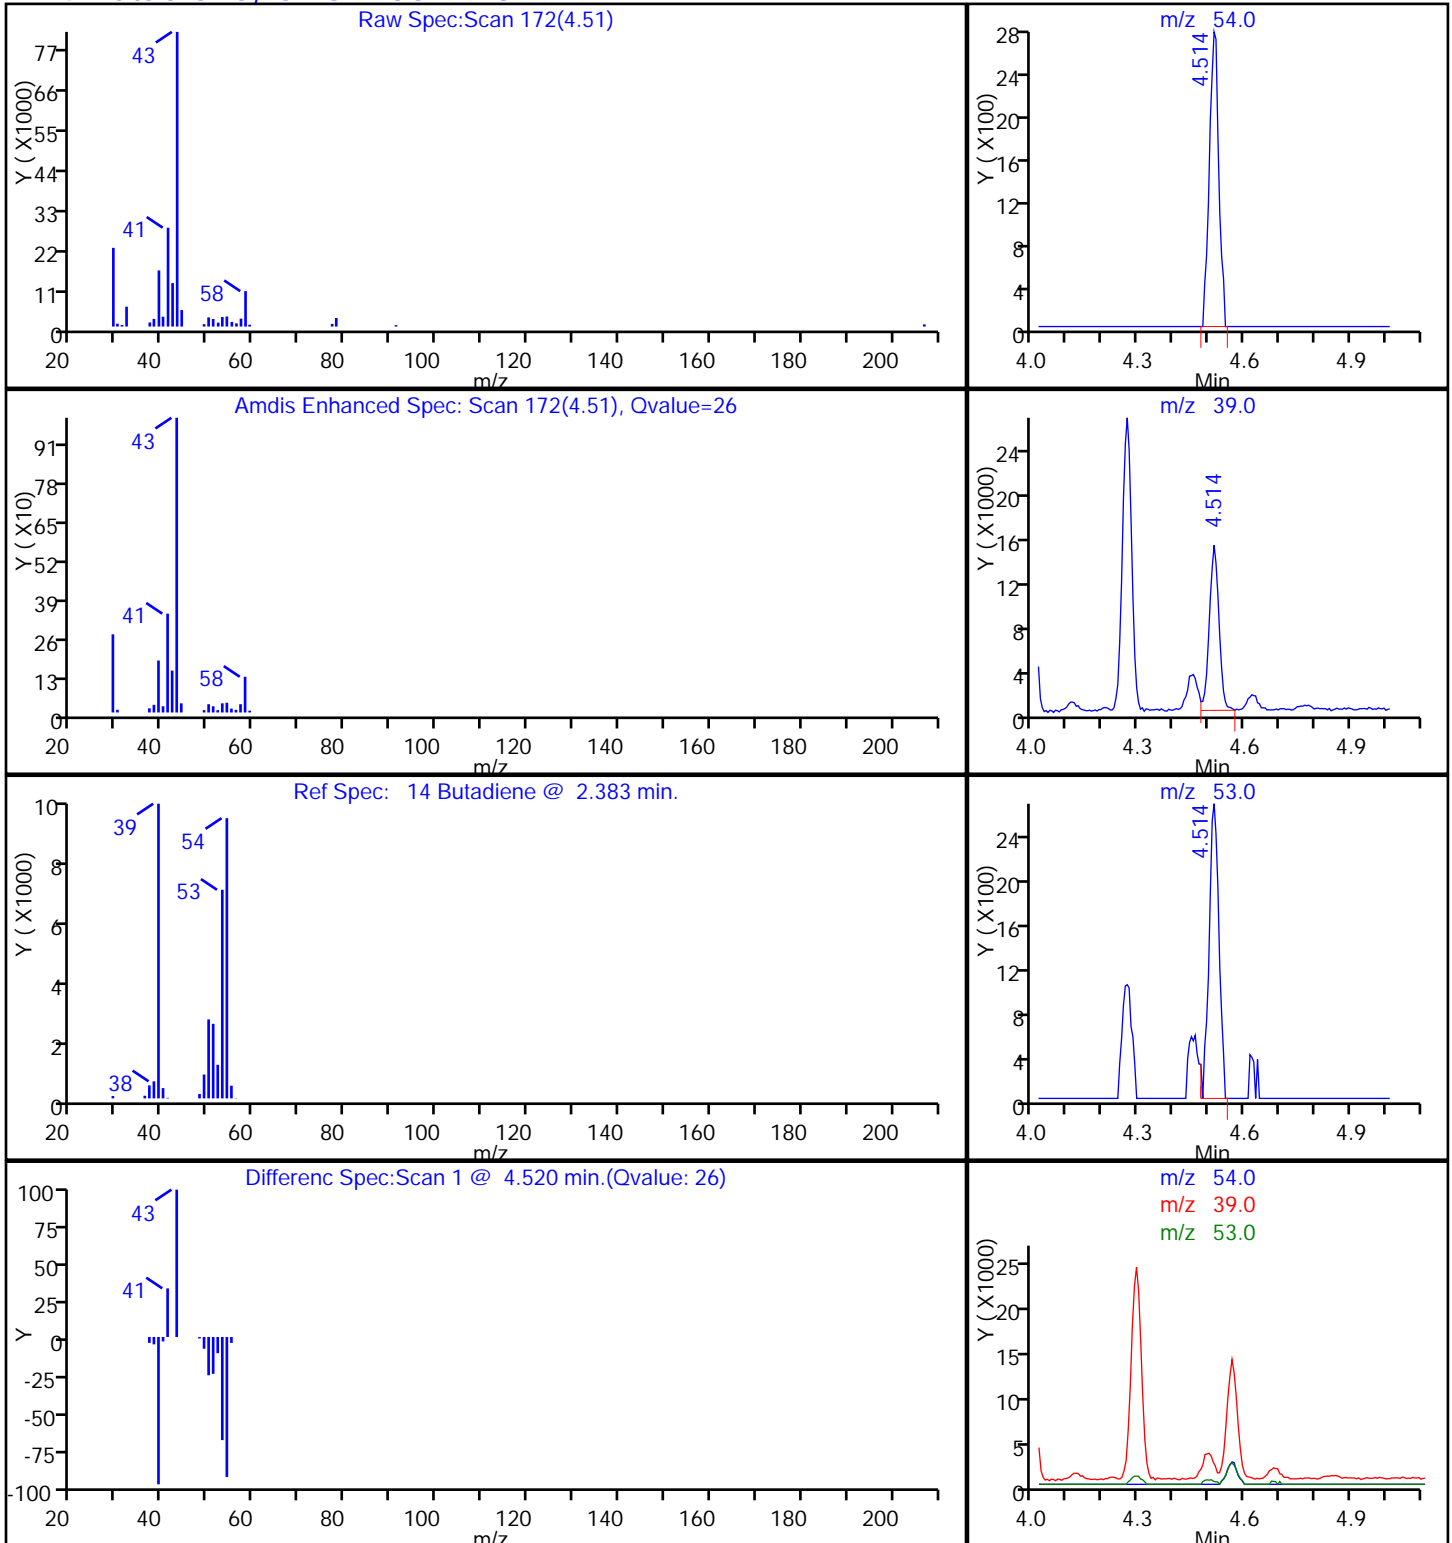 Raw Spec:Scan 172(4.51)
Y ( X1000)
77
66
55
44
33
22
11
0
43
41
58
20 40 60 80 100 120 140 160 180 200
m/z
m/z 54.0
Y ( X100)
28
24
20
16
12
8
4
0
4.514
4.0 4.3 4.6 4.9
Min
Amdis Enhanced Spec: Scan 172(4.51), Qvalue=26
Y ( X10)
91
78
65
52
39
26
13
0
43
41
58
20 40 60 80 100 120 140 160 180 200
m/z
m/z 39.0
Y ( X1000)
24
20
16
12
8
4
0
4.514
4.0 4.3 4.6 4.9
Min
Ref Spec: 14 Butadiene @ 2.383 min.
Y ( X1000)
10
8
6
4
2
0
39
54
53
38
20 40 60 80 100 120 140 160 180 200
m/z
m/z 53.0
Y ( X100)
24
20
16
12
8
4
0
4.514
4.0 4.3 4.6 4.9
Min
Differenc Spec:Scan 1 @ 4.520 min.(Qvalue: 26)
Y
100
75
50
25
0
-25
-50
-75
-100
43
41
20 40 60 80 100 120 140 160 180 200
m/z
m/z 54.0
m/z 39.0
m/z 53.0
Y ( X1000)
25
20
15
10
5
0
4.0 4.3 4.6 4.9
Min